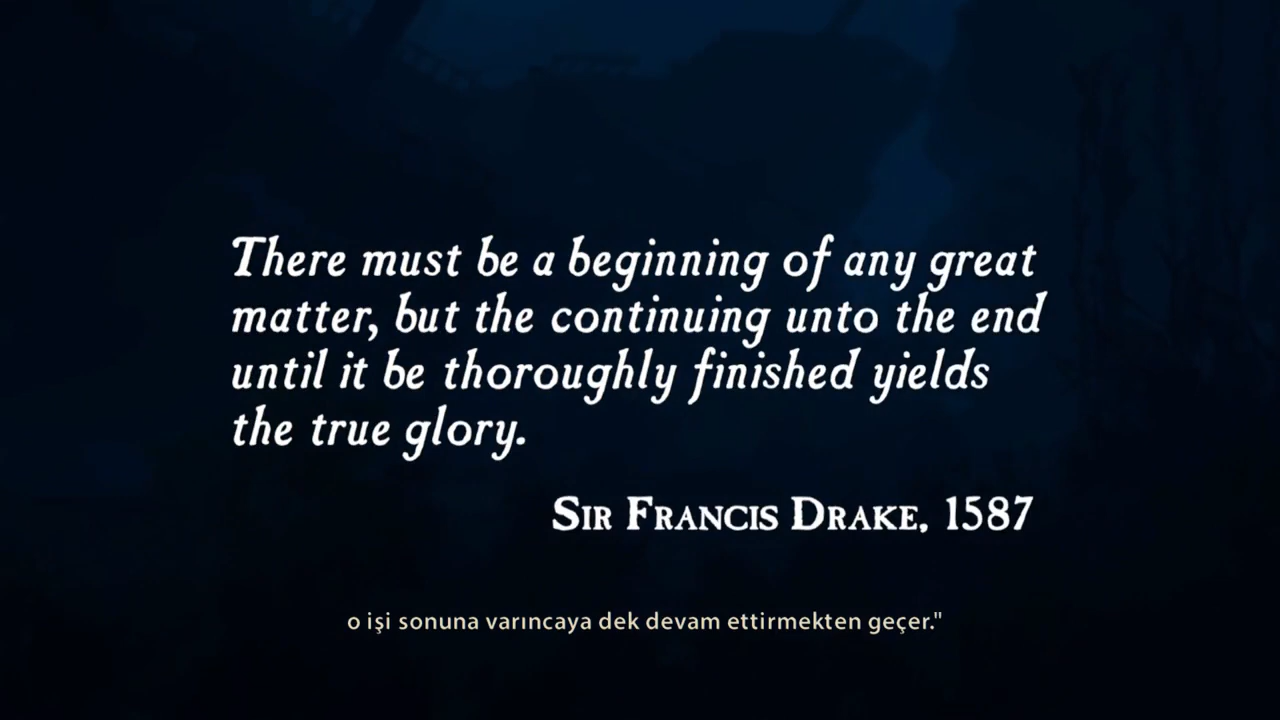 There must be a beginning of any great
matter, but the continuing unto the end
until it be thoroughly finished yields
the true glory.
SIR FRANCIS DRAKE, 1587
o işi sonuna varıncaya dek devam ettirmekten geçer."